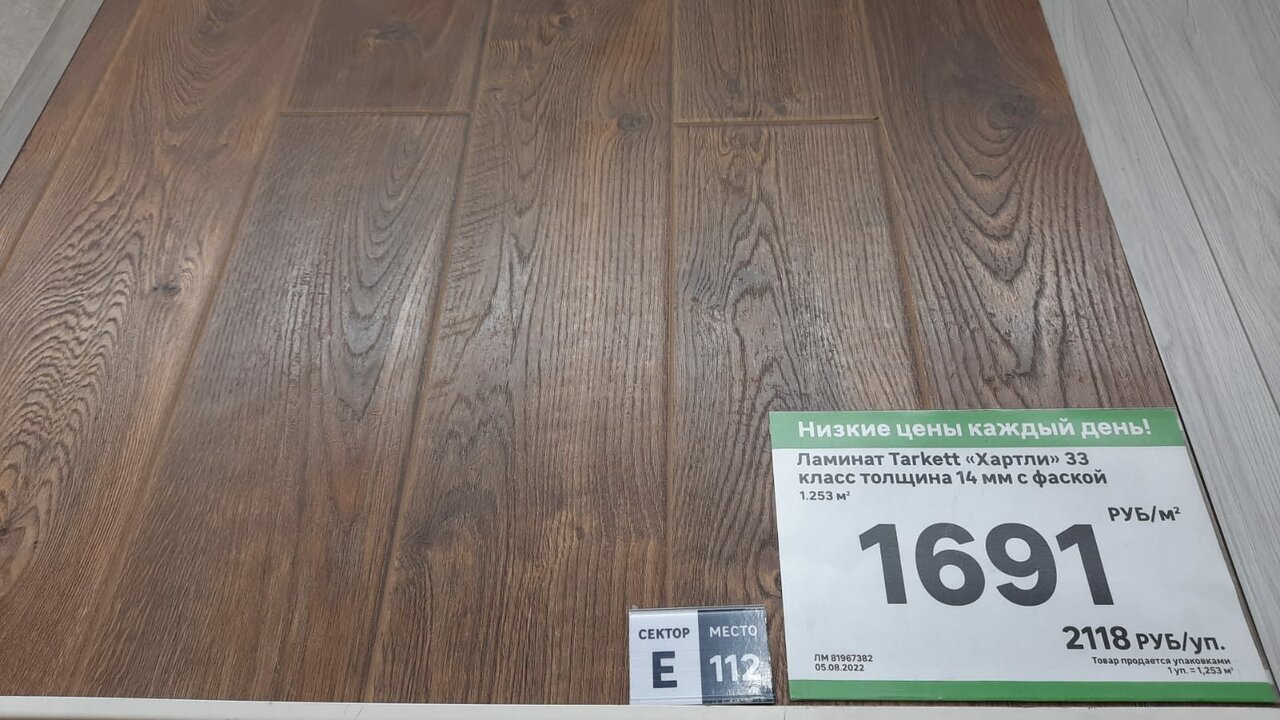 Низкие цены каждый день!
Ламинат Tarkett «Хартли» 33
класс толщина 14 мм с фаской
1.253 м²
РУБ/м²
1691
2118 РУБ/уп.
Товар продается упаковками
1 уп. = 1,253 м²
ЛМ 81967382
05.08.2022
СЕКТОР
E
МЕСТО
112